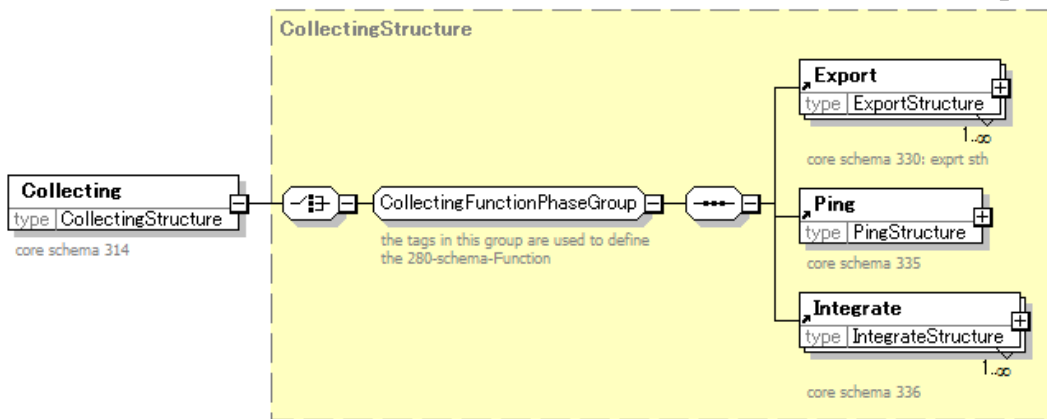 CollectingStructure
Export
type ExportStructure
1..∞
core schema 330: exprt sth
Collecting
type CollectingStructure
core schema 314
CollectingFunctionPhaseGroup
the tags in this group are used to define
the 280-schema-Function
Ping
type PingStructure
core schema 335
Integrate
type IntegrateStructure
1..∞
core schema 336